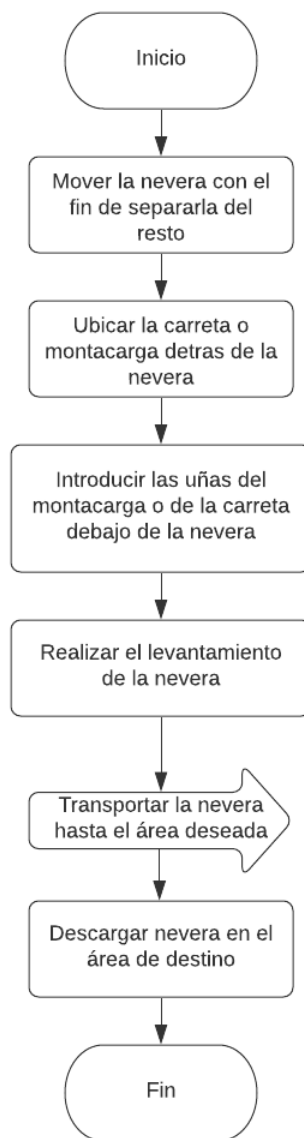 Inicio
Mover la nevera con el
fin de separarla del
resto
Ubicar la carreta o
montacarga detras de la
nevera
Introducir las uñas del
montacarga o de la carreta
debajo de la nevera
Realizar el levantamiento
de la nevera
Transportar la nevera
hasta el área deseada
Descargar nevera en el
área de destino
Fin